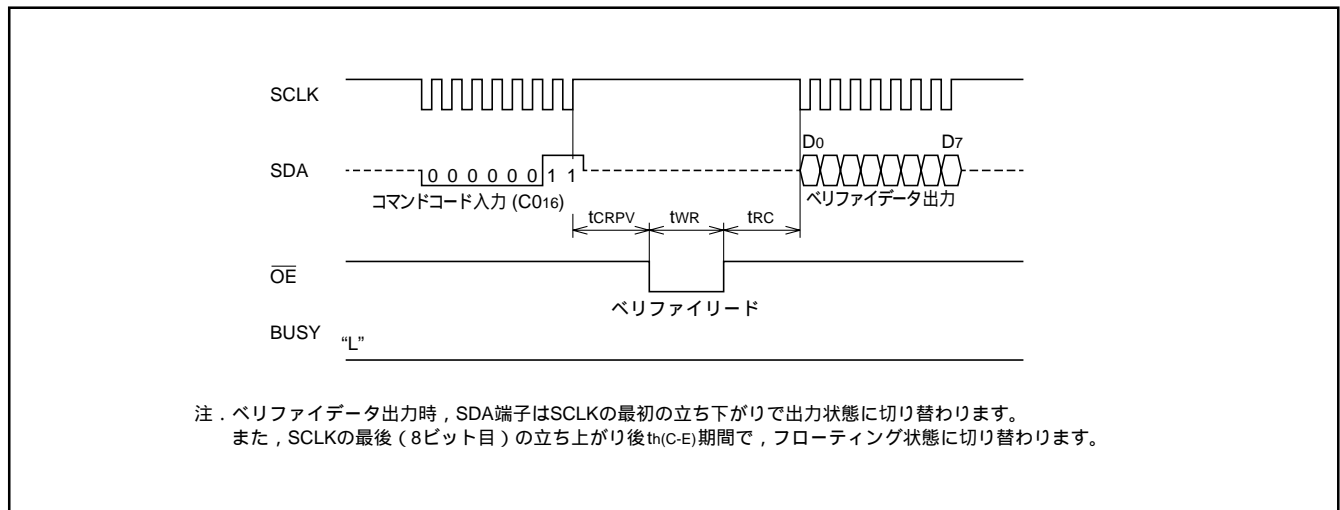 SCLK
D0 D7
SDA
0 0 0 0 0 0 1 1
コマンドコード入力 (C016)
ベリファイデータ出力
tCRPV tWR tRC
OE
ベリファイリード
BUSY
“L”
注．ベリファイデータ出力時，SDA端子はSCLKの最初の立ち下がりで出力状態に切り替わります。
また，SCLKの最後（8ビット目）の立ち上がり後th(C-E)期間で，フローティング状態に切り替わります。